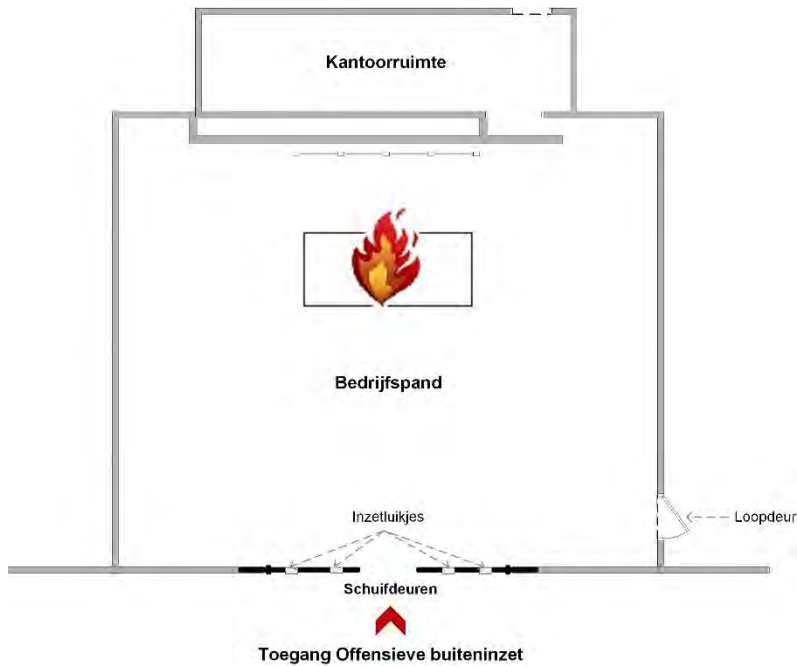 Kantoorruimte
Bedrijfspand
Inzetluikjes
Loopdeur
Schuifdeuren
Toegang Offensieve buiteninzet